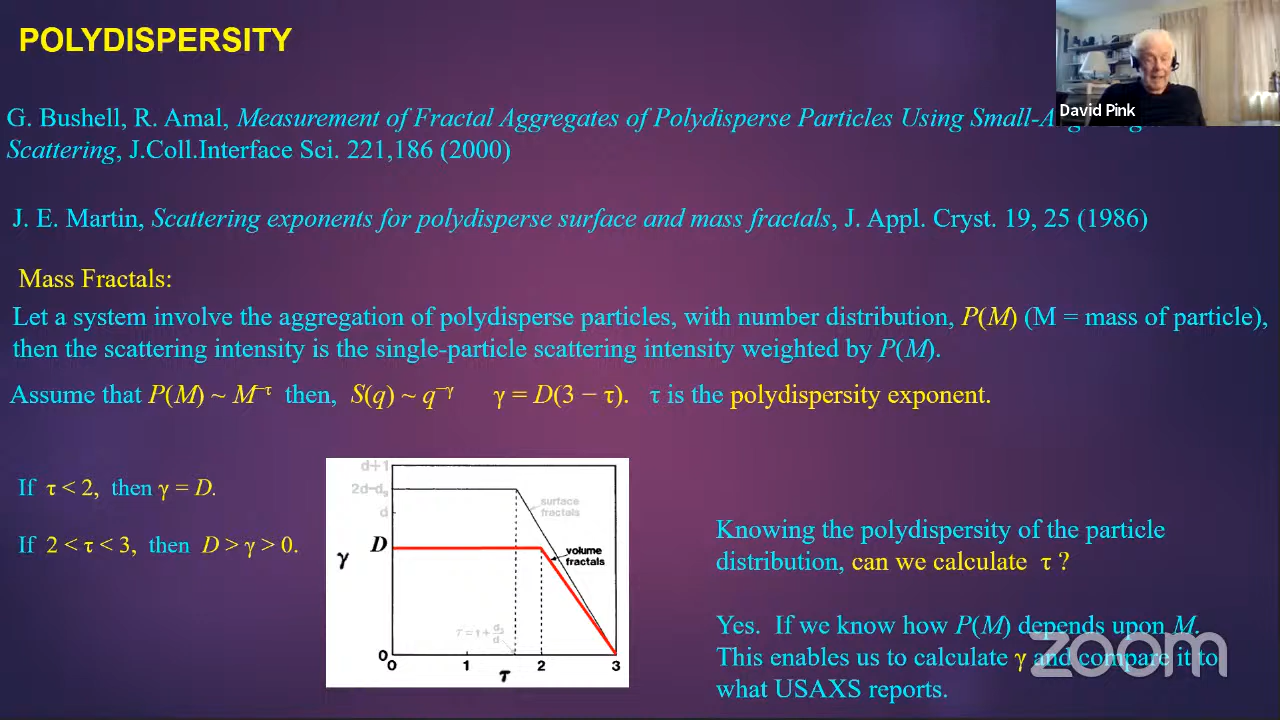 POLYDISPERSITY
David Pink
G. Bushell, R. Amal, Measurement of Fractal Aggregates of Polydisperse Particles Using
Scattering, J.Coll.Interface Sci. 221,186 (2000)
J. E. Martin, Scattering exponents for polydisperse surface and mass fractals, J. Appl. Cryst. 19, 25 (1986)
Mass Fractals:
Let a system involve the aggregation of polydisperse particles, with number distribution, P(M) (M = mass of particle),
then the scattering intensity is the single-particle scattering intensity weighted by P(M).
Assume that P(M) ~ M⁻τ then, S(q) ~ q⁻γ γ = D(3 − τ). τ is the polydispersity exponent.
If τ < 2, then γ = D.
If 2 < τ < 3, then D > γ > 0.
d+1
2d-ds
d
D
γ
0
surface
fractals
volume
fractals
0 1 2 3
τ
Knowing the polydispersity of the particle
distribution, can we calculate τ ?
Yes. If we know how P(M) depends upon M.
This enables us to calculate γ and compare it to
what USAXS reports.
zoom